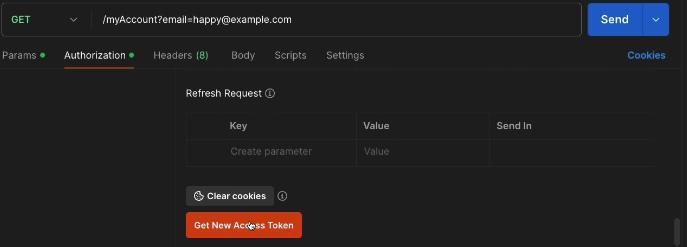 GET /myAccount?email=happy@example.com Send
Params Authorization Headers (8) Body Scripts Settings Cookies
Refresh Request
Key Value Send In
Create parameter Value
Clear cookies
Get New Access Token